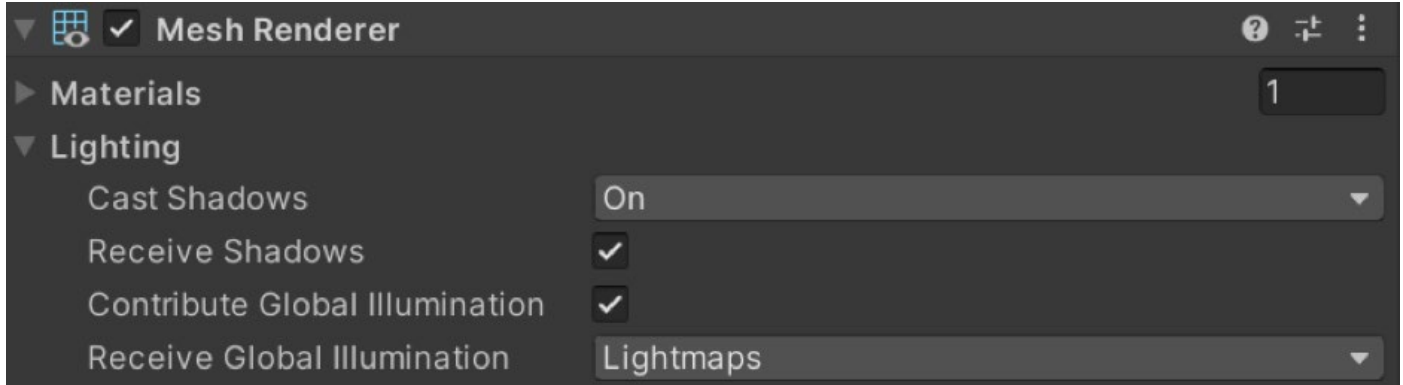 Mesh Renderer
Materials 1
Lighting
Cast Shadows On
Receive Shadows
Contribute Global Illumination
Receive Global Illumination Lightmaps